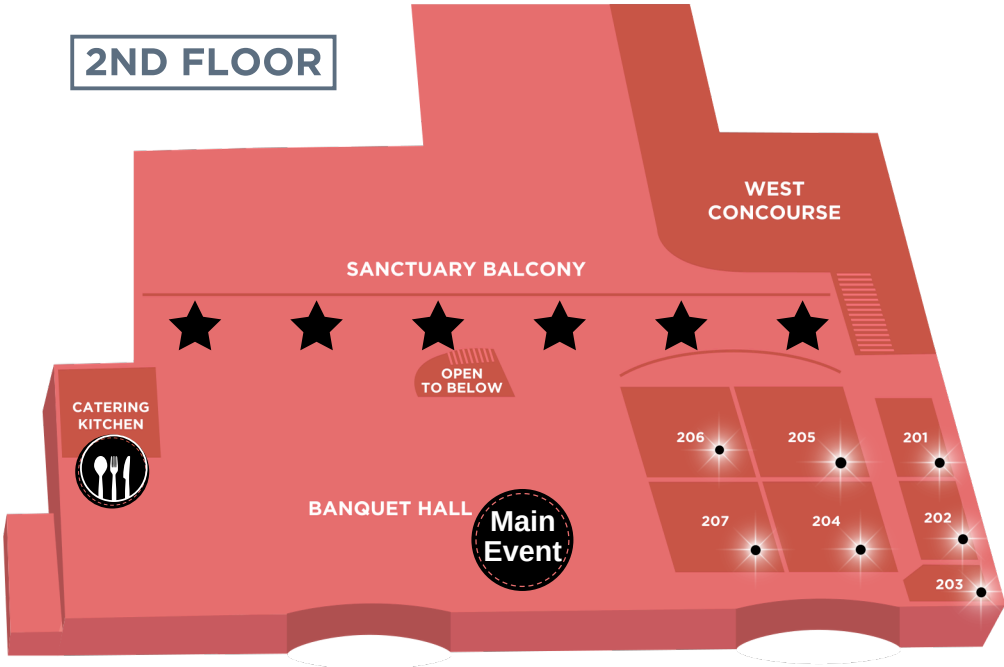 2ND FLOOR
WEST
CONCOURSE
SANCTUARY BALCONY
OPEN
TO BELOW
CATERING
KITCHEN
206
205
201
BANQUET HALL
Main
Event
207
204
202
203